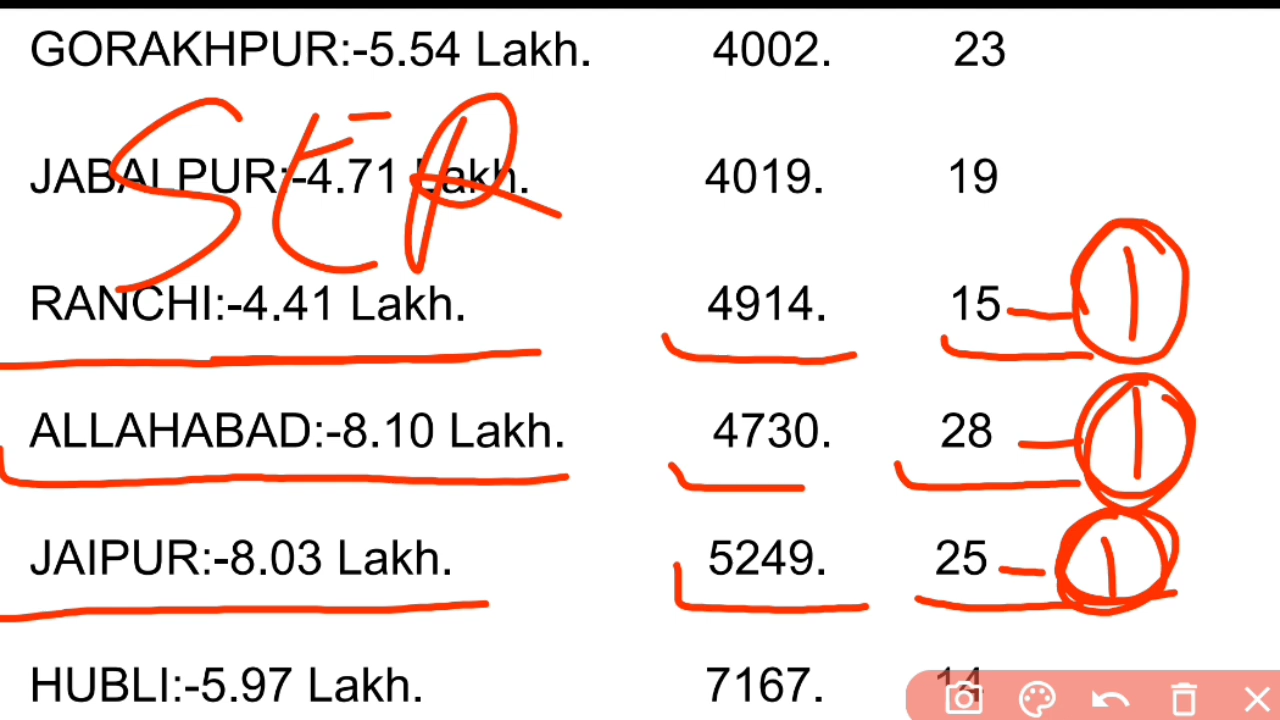 GORAKHPUR:-5.54 Lakh. 4002. 23
SER
JABALPUR:-4.71 Lakh. 4019. 19
RANCHI:-4.41 Lakh. 4914. 15 1
ALLAHABAD:-8.10 Lakh. 4730. 28 1
JAIPUR:-8.03 Lakh. 5249. 25 1
HUBLI:-5.97 Lakh. 7167. 14